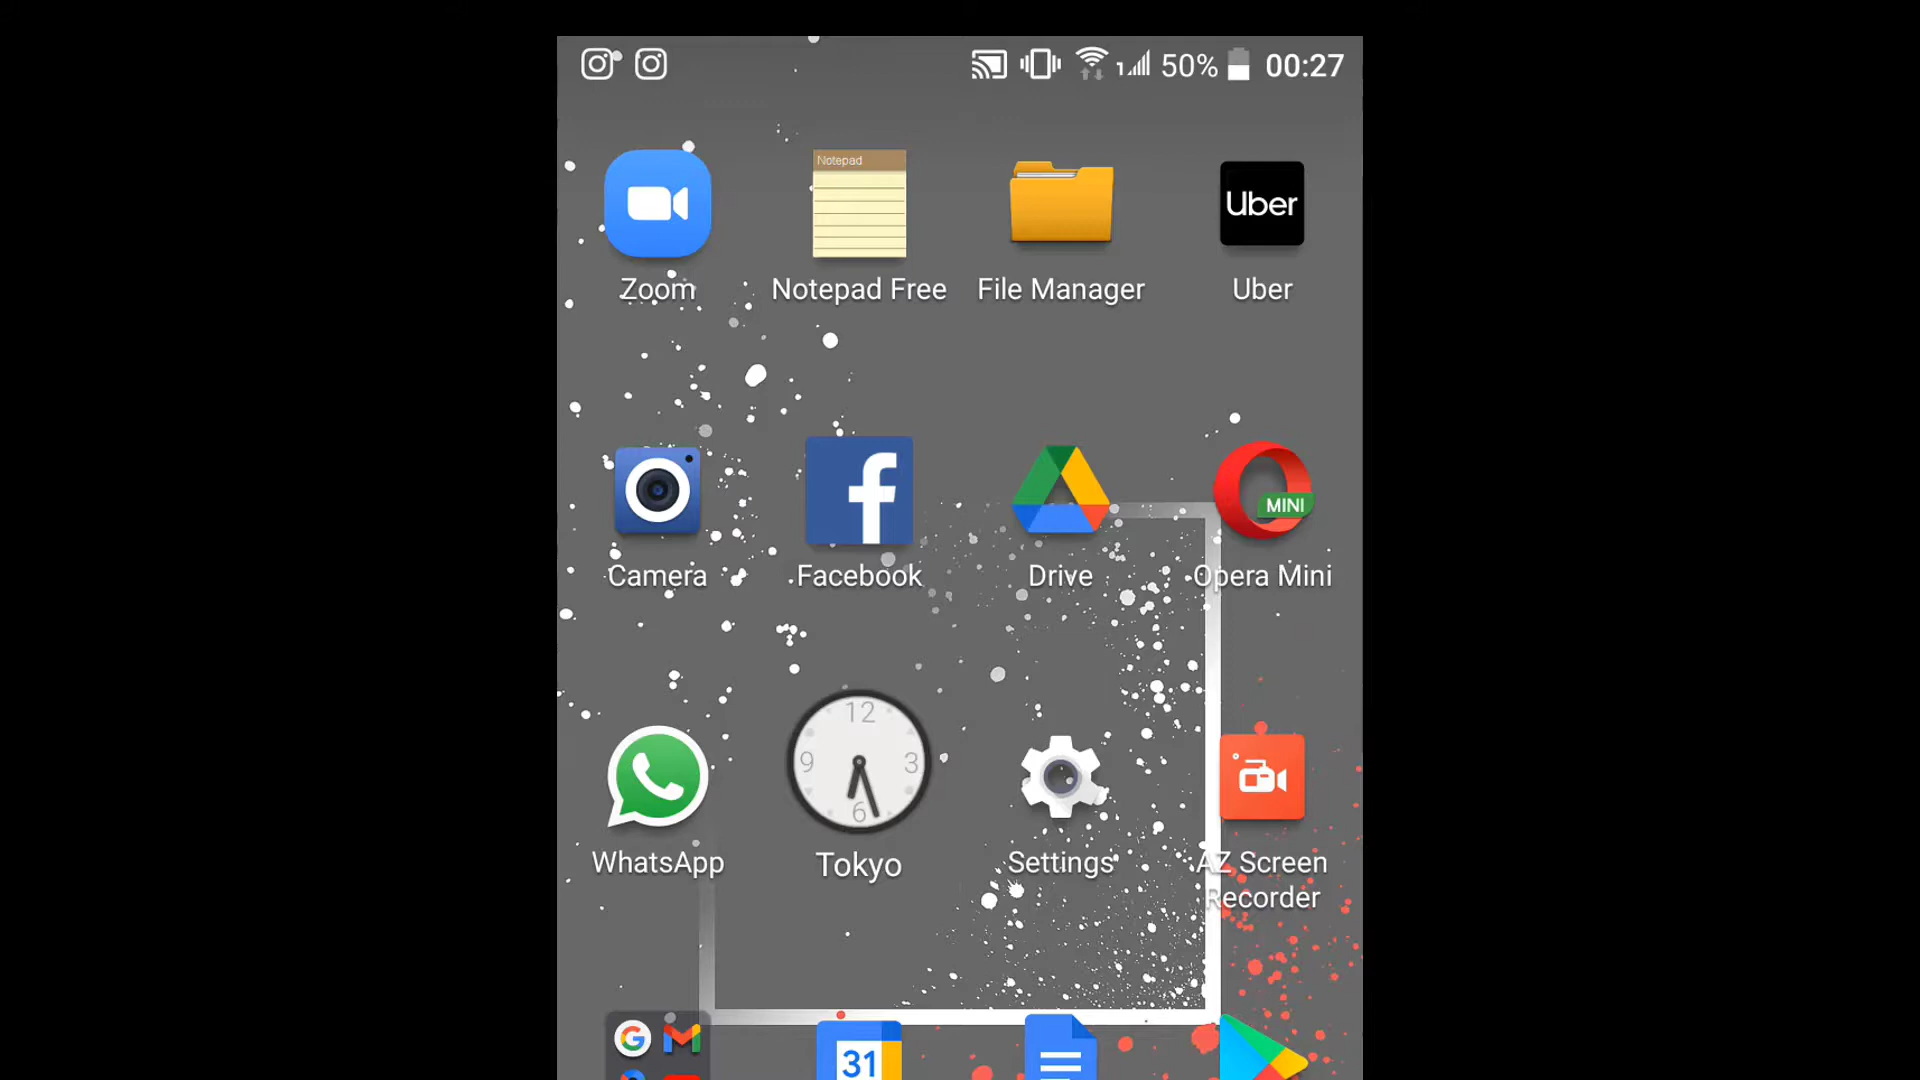 1 50% 00:27
Notepad
Uber
Zoom Notepad Free File Manager Uber
MINI
Camera Facebook Drive Opera Mini
12
9 3
6
WhatsApp Tokyo Settings AZ Screen
Recorder
31